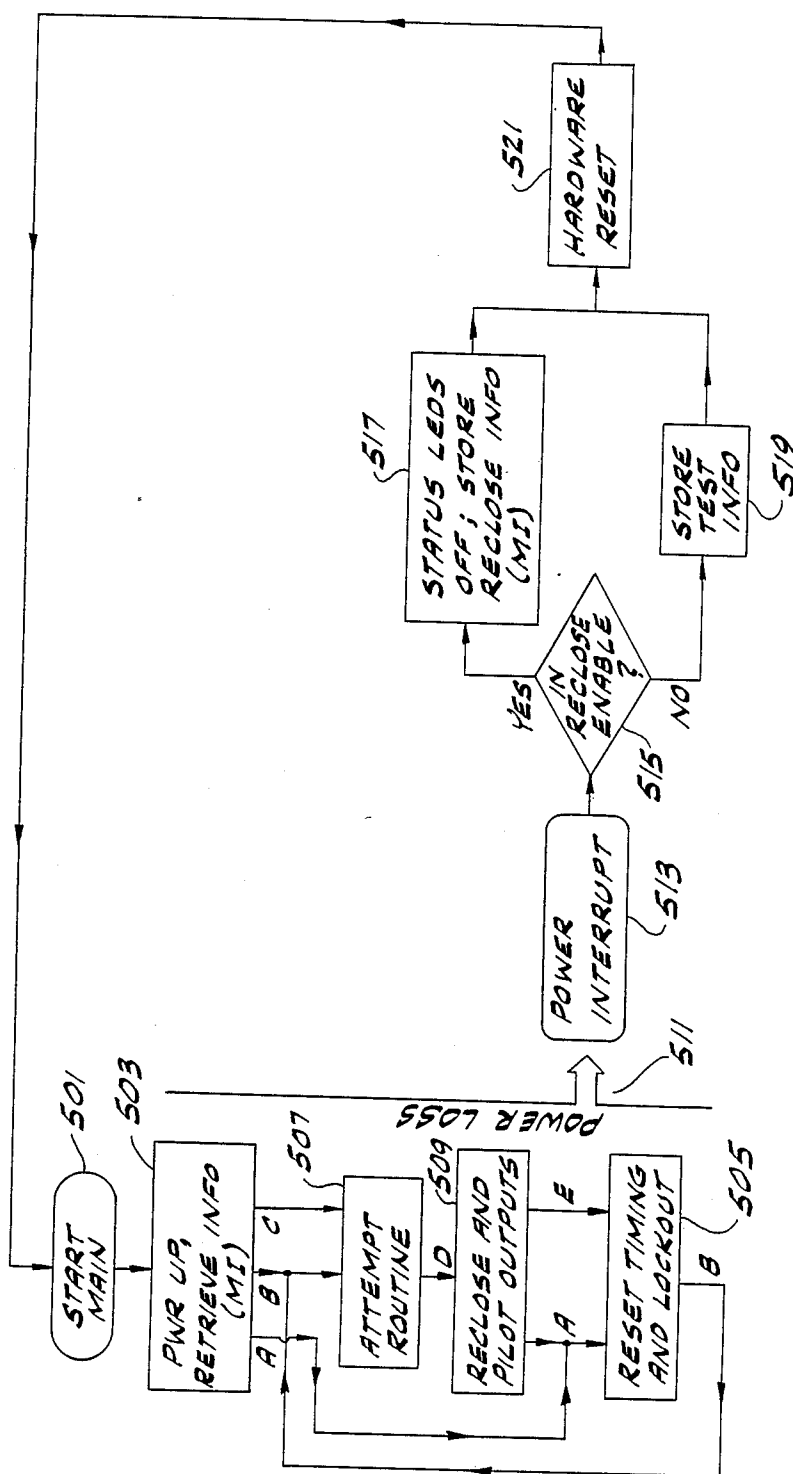 501
START
MAIN
503
PWR UP,
RETRIEVE INFO
(MI)
A
B
C
507
ATTEMPT
ROUTINE
D
509
RECLOSE AND
PILOT OUTPUTS
A
E
RESET TIMING
AND LOCKOUT
505
B
POWER LOSS
511
POWER
INTERRUPT
513
IN
RECLOSE
ENABLE
?
515
YES
NO
517
STATUS LEDS
OFF; STORE
RECLOSE INFO
(MI)
STORE
TEST
INFO
519
521
HARDWARE
RESET